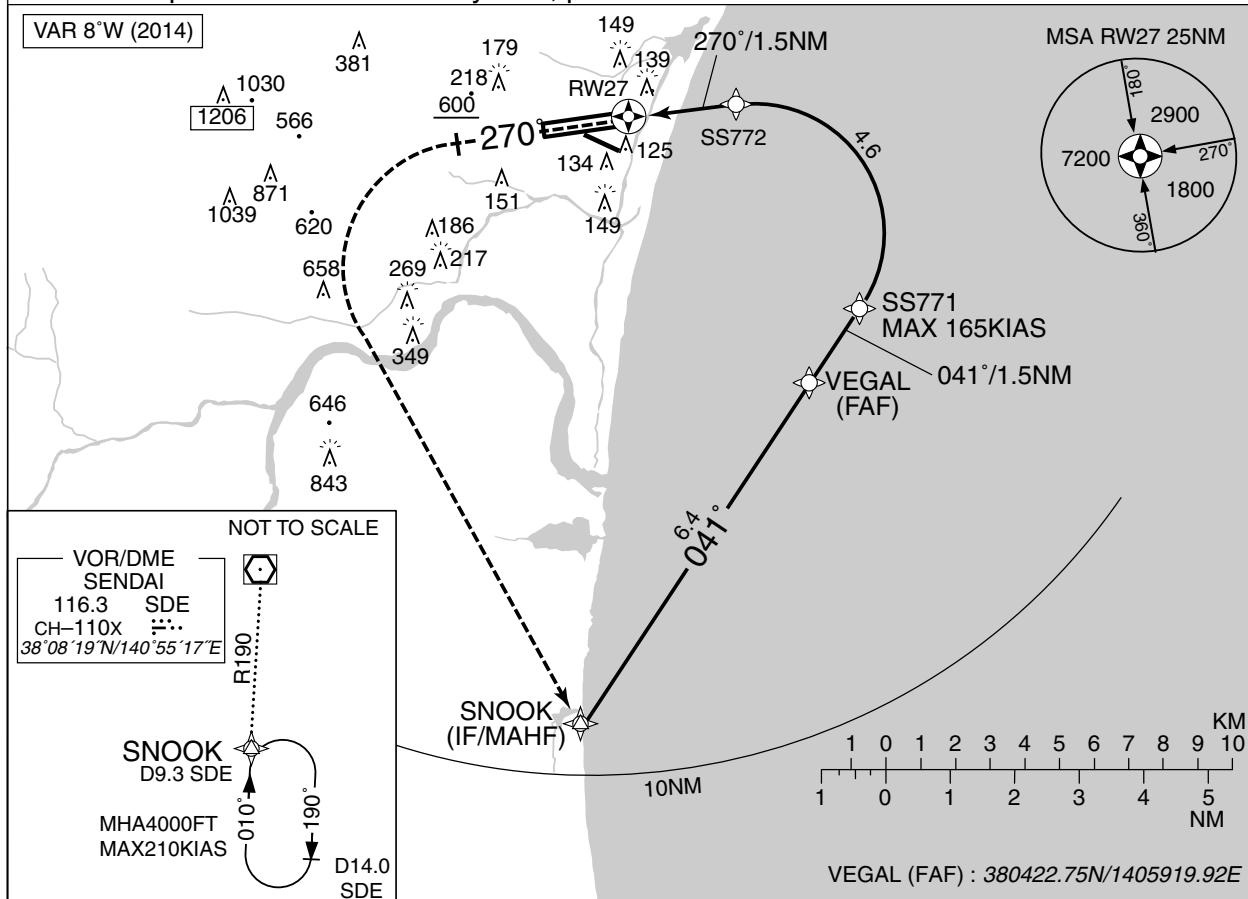 VAR 8°W (2014)
381
1030
1206
566
871
1039
620
658
179
218
600
149
139
RW27
270°/1.5NM
270°
SS772
134
125
151
149
186
217
269
349
646
843
4.6
MSA RW27 25NM
180°
2900
7200
270°
1800
360°
SS771
MAX 165KIAS
041°/1.5NM
VEGAL
(FAF)
6.4
041°
SNOOK
(IF/MAHF)
10NM
NOT TO SCALE
VOR/DME
SENDAI
116.3 SDE
CH–110X
38°08´19˝N/140°55´17˝E
R190
SNOOK
D9.3 SDE
010°
190°
MHA4000FT
MAX210KIAS
D14.0
SDE
KM
1 0 1 2 3 4 5 6 7 8 9 10
1 0 1 2 3 4 5
NM
VEGAL (FAF) : 380422.75N/1405919.92E